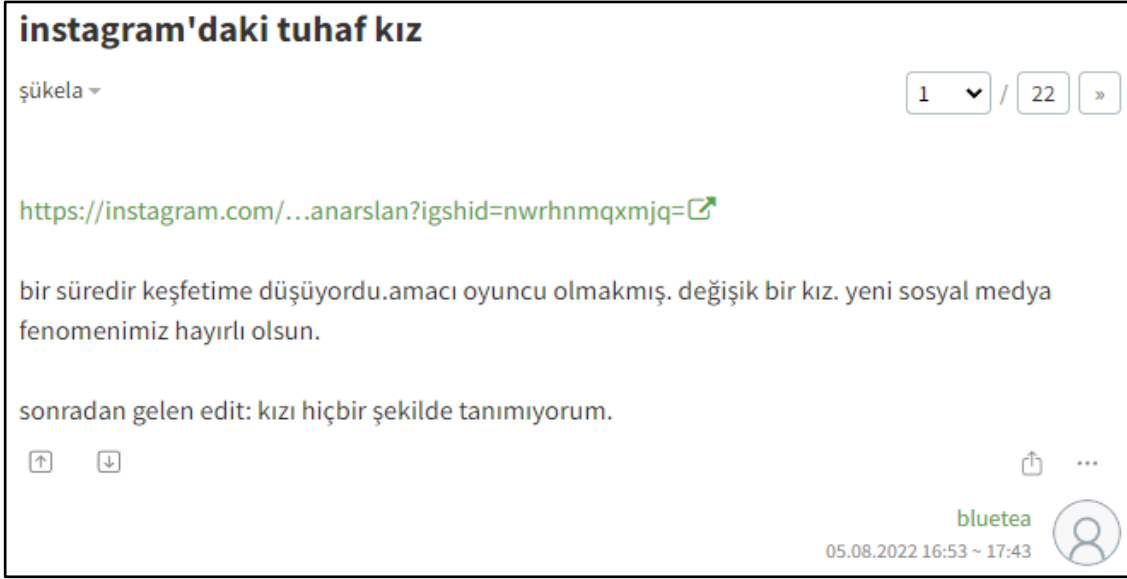 instagram'daki tuhaf kız
şükela
1 / 22 »
https://instagram.com/…anarslan?igshid=nwrhnmqxmjq=
bir süredir keşfetime düşüyordu.amacı oyuncu olmakmış. değişik bir kız. yeni sosyal medya
fenomenimiz hayırlı olsun.
sonradan gelen edit: kızı hiçbir şekilde tanımıyorum.
bluetea
05.08.2022 16:53 ~ 17:43